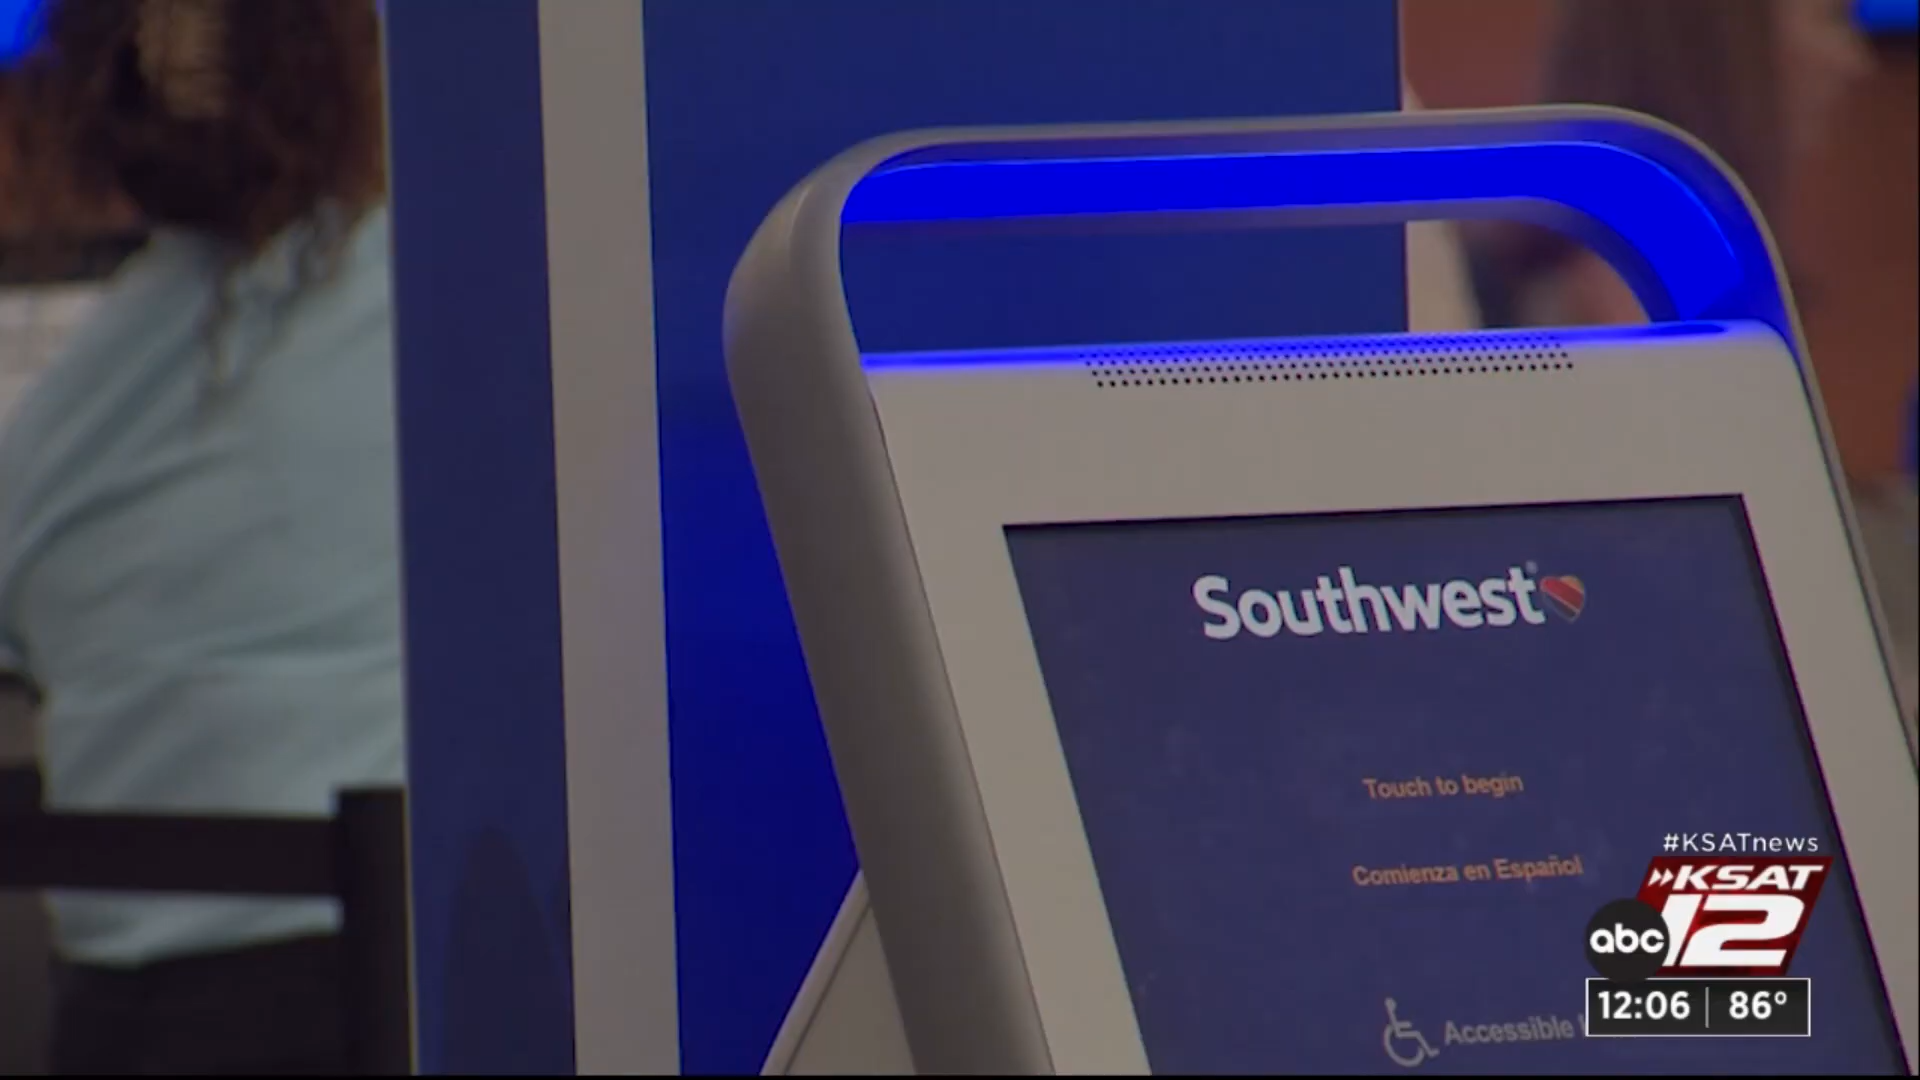 Southwest®
Touch to begin
Comienza en Español
Accessible
#KSATnews
KSAT
12
abc
12:06 | 86°